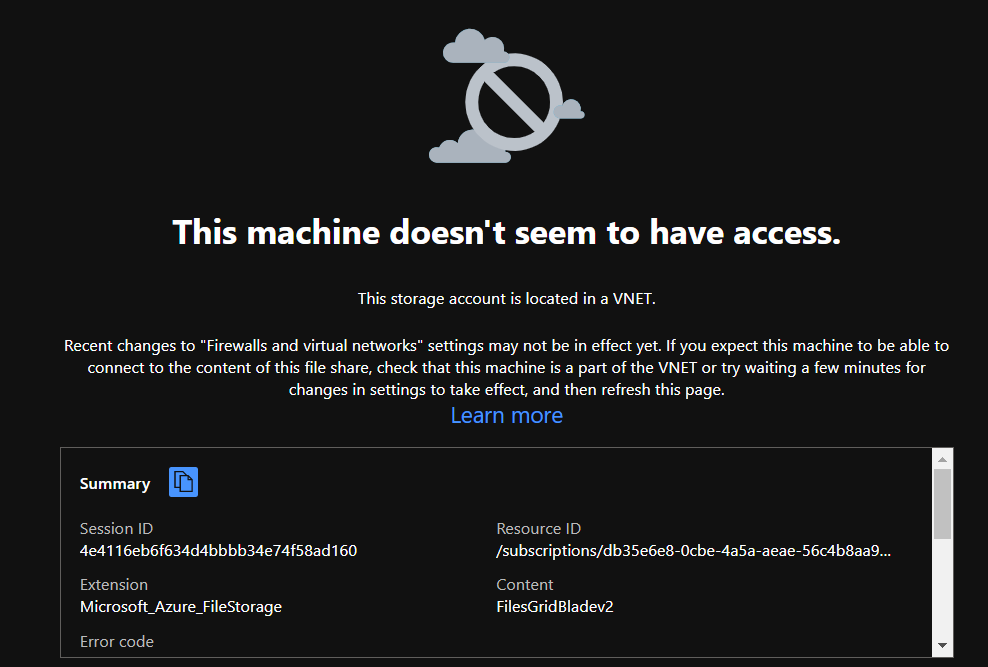 This machine doesn't seem to have access.
This storage account is located in a VNET.
Recent changes to "Firewalls and virtual networks" settings may not be in effect yet. If you expect this machine to be able to
connect to the content of this file share, check that this machine is a part of the VNET or try waiting a few minutes for
changes in settings to take effect, and then refresh this page.
Learn more
Summary
Session ID
Resource ID
4e4116eb6f634d4bbbb34e74f58ad160
/subscriptions/db35e6e8-0cbe-4a5a-aeae-56c4b8aa9...
Extension
Content
Microsoft_Azure_FileStorage
FilesGridBladev2
Error code